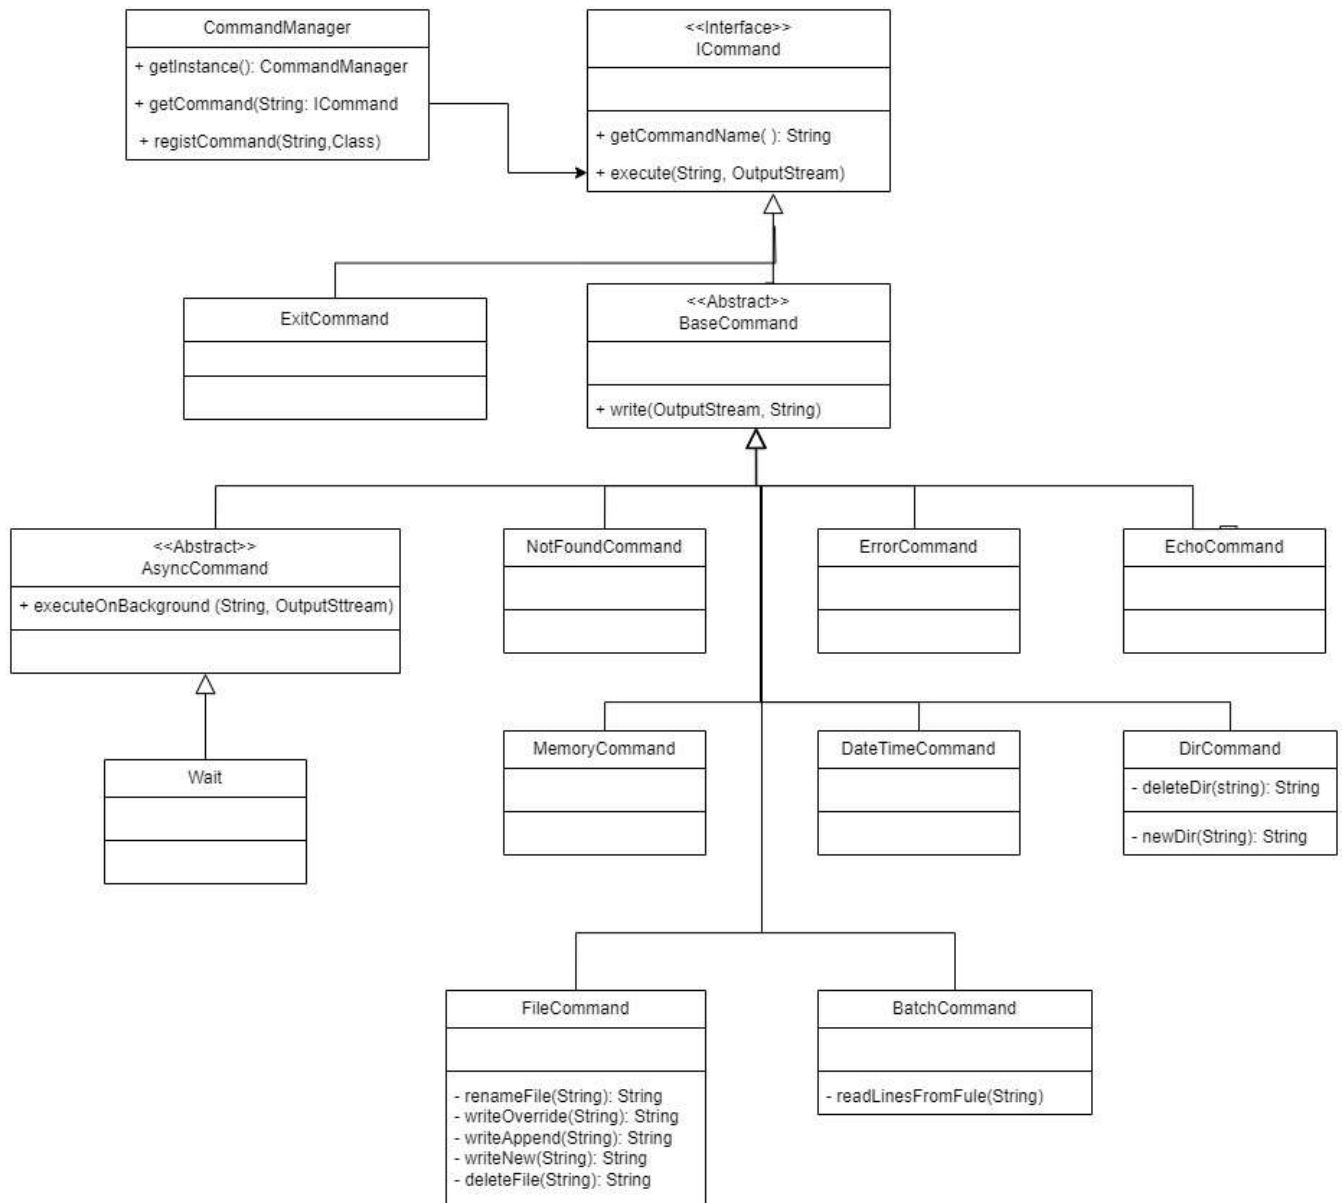 CommandManager
+ getInstance(): CommandManager
+ getCommand(String: ICommand
+ registCommand(String,Class)
<<Interface>>
ICommand
+ getCommandName( ): String
+ execute(String, OutputStream)
ExitCommand
<<Abstract>>
BaseCommand
+ write(OutputStream, String)
<<Abstract>>
AsyncCommand
+ executeOnBackground (String, OutputSttream)
NotFoundCommand
ErrorCommand
EchoCommand
Wait
MemoryCommand
DateTimeCommand
DirCommand
- deleteDir(string): String
- newDir(String): String
FileCommand
- renameFile(String): String
- writeOverride(String): String
- writeAppend(String): String
- writeNew(String): String
- deleteFile(String): String
BatchCommand
- readLinesFromFule(String)